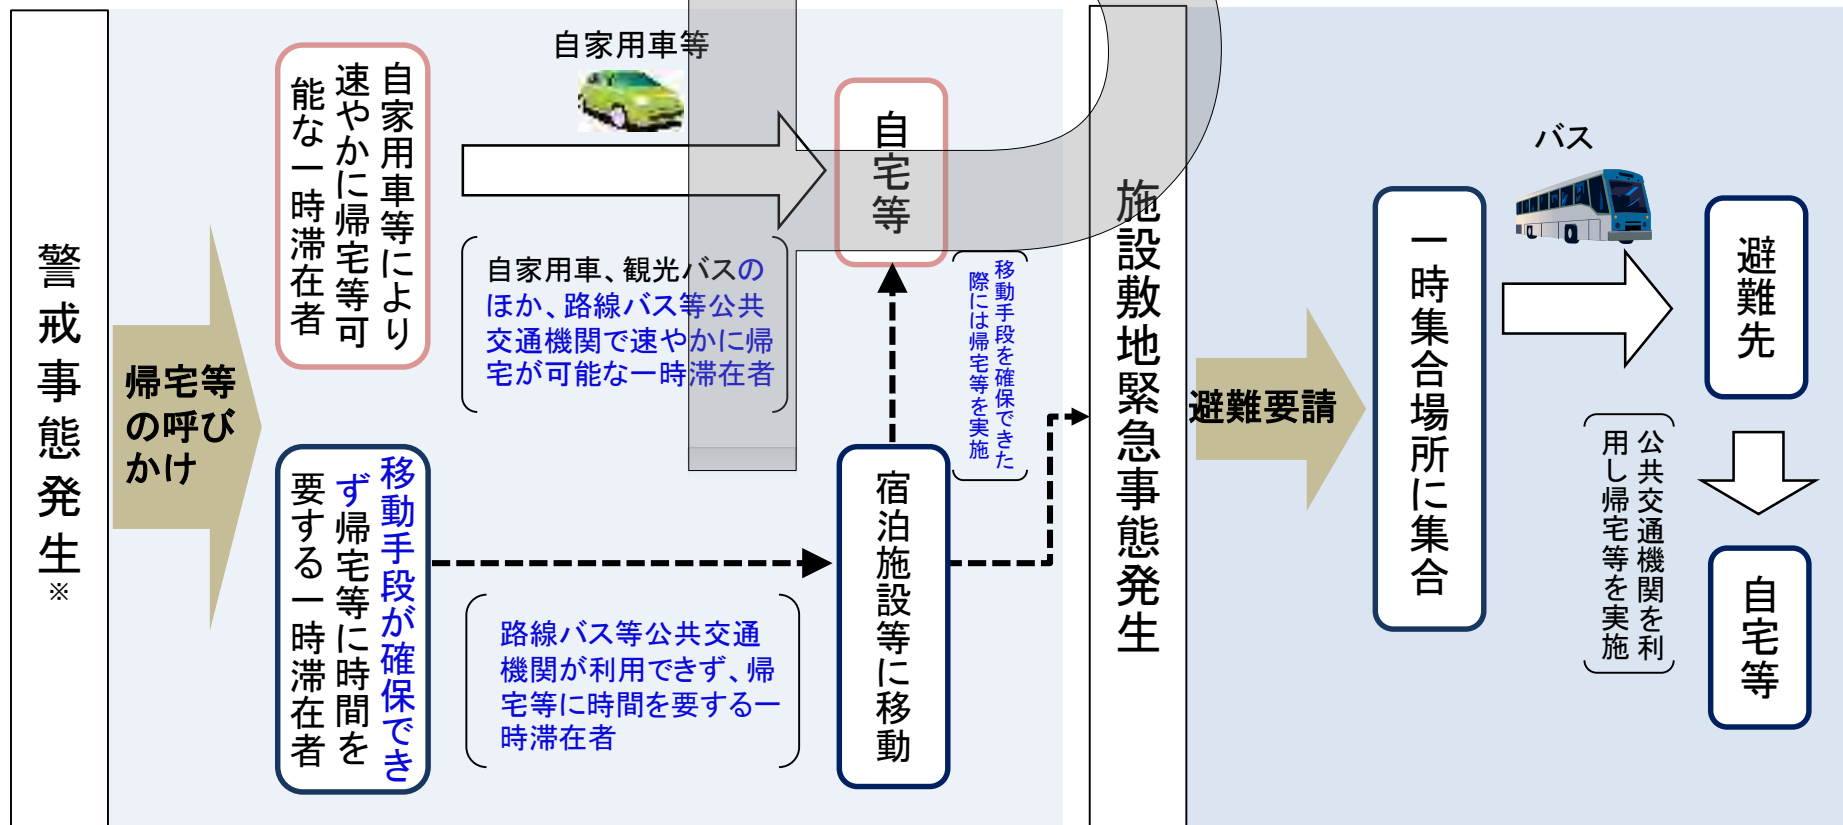 警戒事態発生
※
帰宅等
の呼び
かけ
自家用車等により
速やかに帰宅等可
能な一時滞在者
移動手段が確保でき
ず帰宅等に時間を
要する一時滞在者
自家用車等
自家用車、観光バスの
ほか、路線バス等公共
交通機関で速やかに帰
宅が可能な一時滞在者
路線バス等公共交通
機関が利用できず、帰
宅等に時間を要する一
時滞在者
自宅等
移動手段を確保できた
際には帰宅等を実施
宿泊施設等に移動
施設敷地緊急事態発生
避難要請
一時集合場所に集合
バス
避難先
公共交通機関を利
用し帰宅等を実施
自宅等